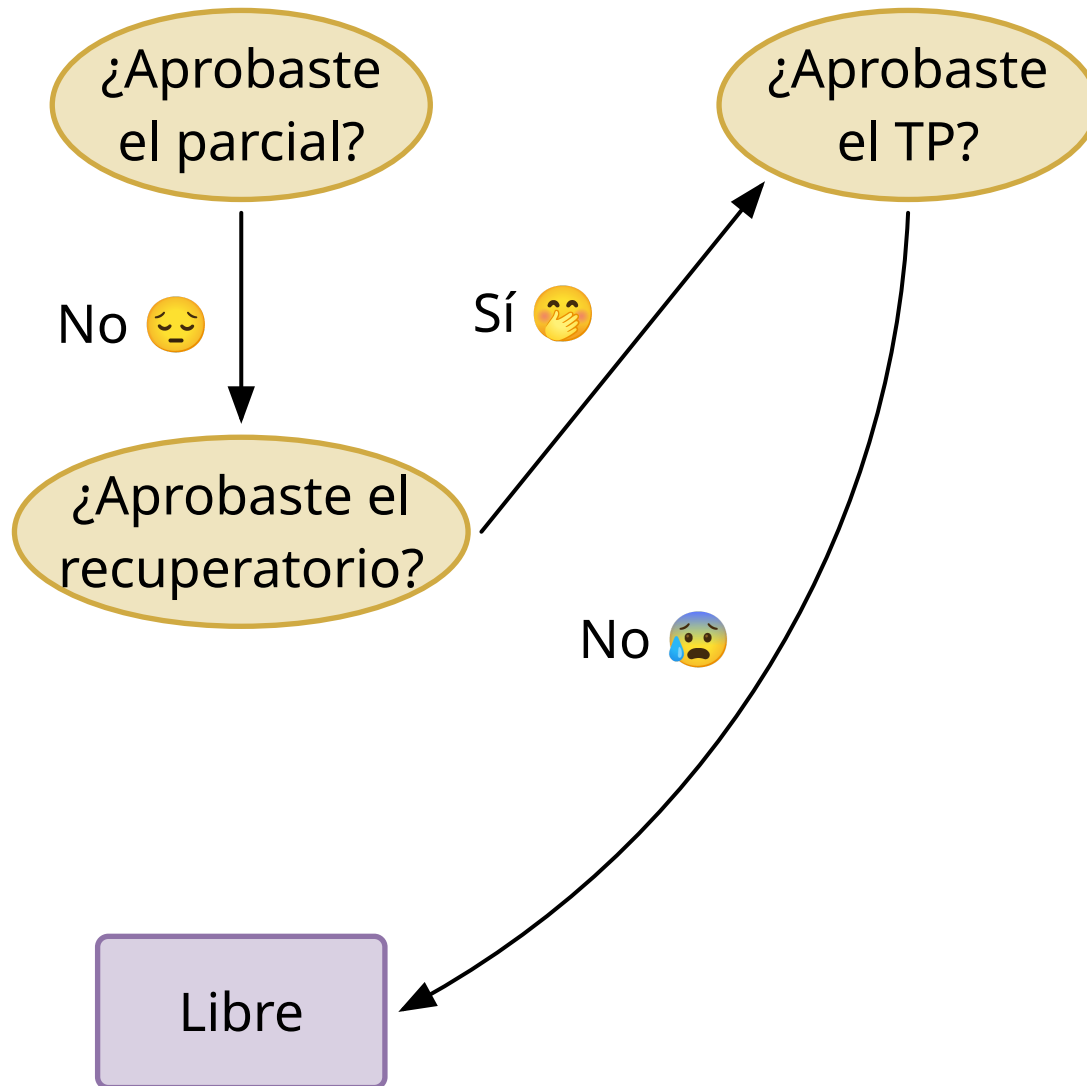 ¿Aprobaste
el parcial?
¿Aprobaste
el TP?
No 😔
Sí 🤭
¿Aprobaste el
recuperatorio?
No 😰
Libre